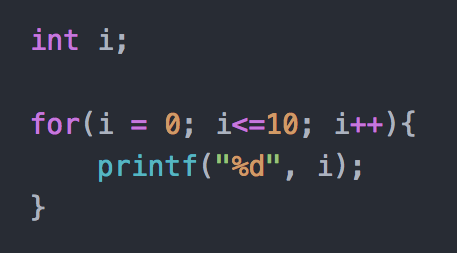 int i;
for(i = 0; i<=10; i++){
    printf("%d", i);
}